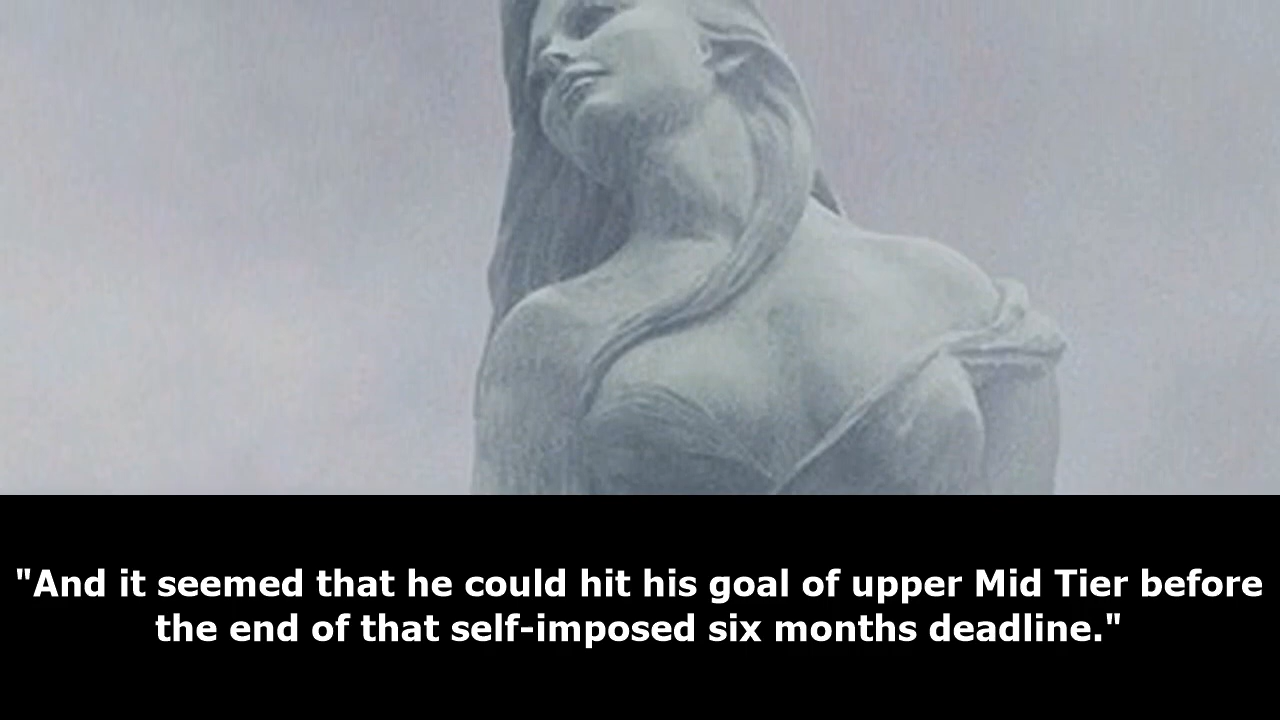 "And it seemed that he could hit his goal of upper Mid Tier before
the end of that self-imposed six months deadline."